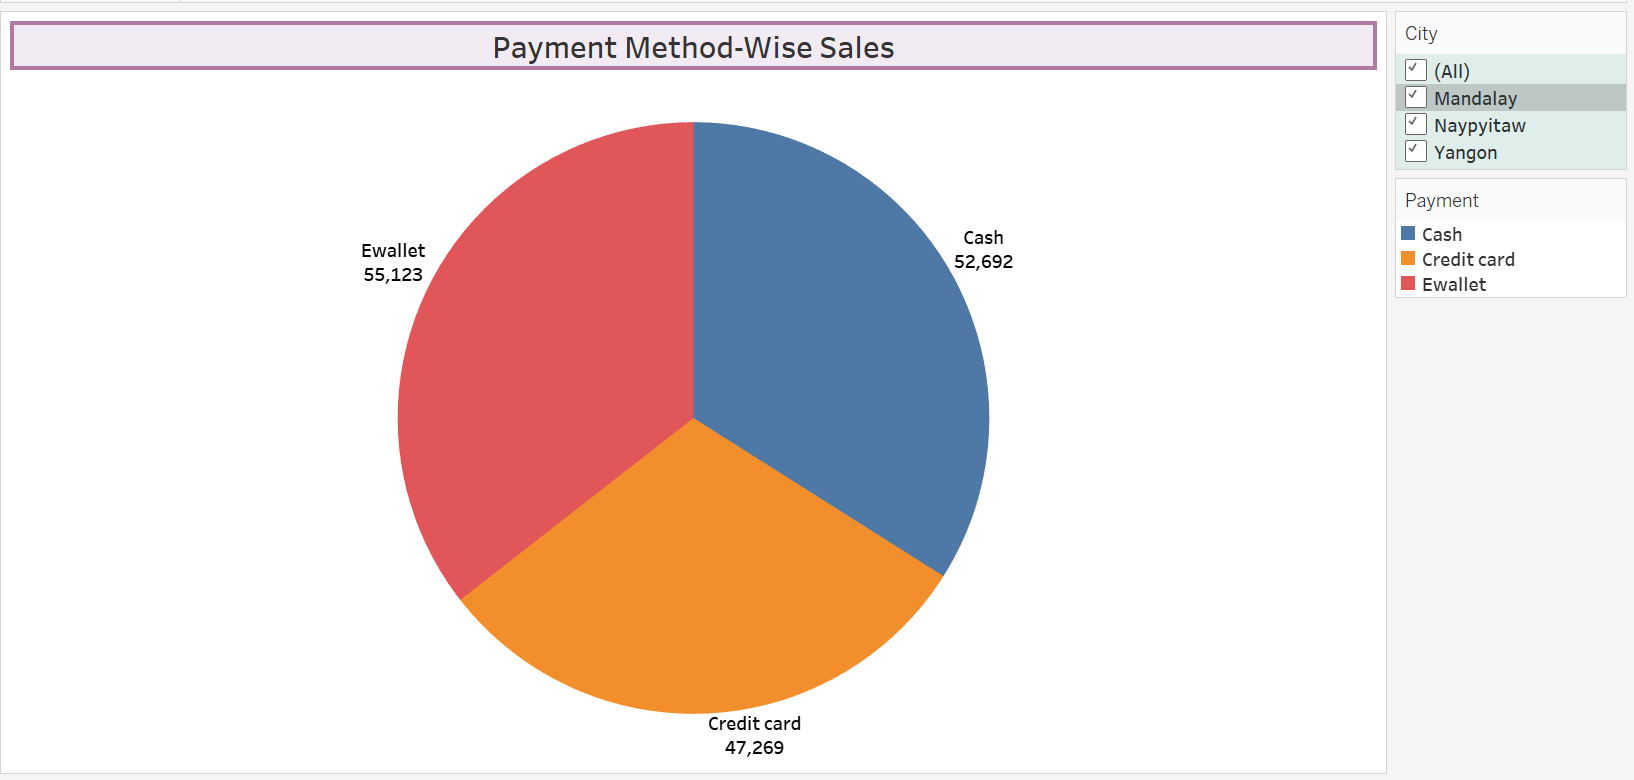 Payment Method-Wise Sales
City
(All)
Mandalay
Naypyitaw
Yangon
Payment
Cash
Credit card
Ewallet
Cash
52,692
Ewallet
55,123
Credit card
47,269